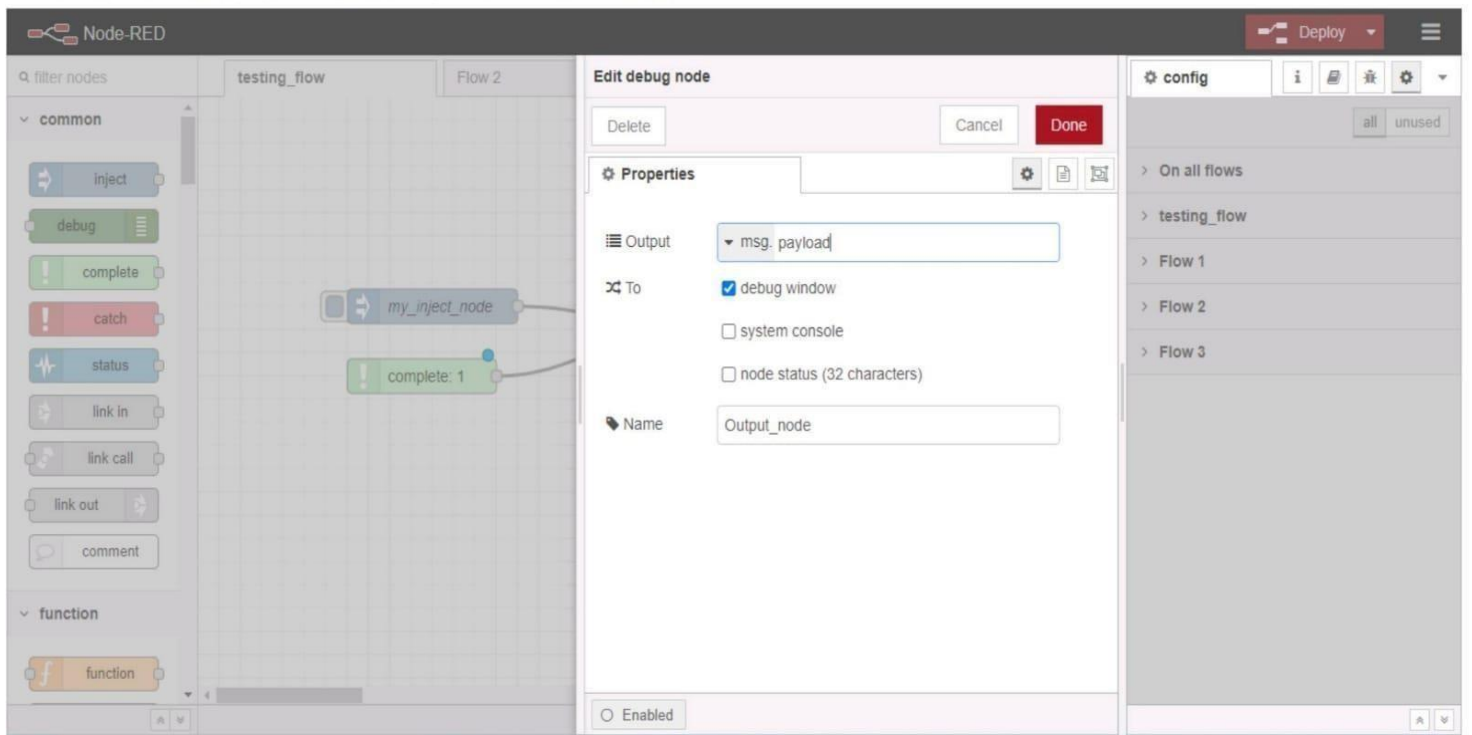 Node-RED
Deploy
filter nodes
testing_flow
Flow 2
Edit debug node
config
i
common
Delete
Cancel
Done
all
unused
inject
Properties
On all flows
debug
testing_flow
Output
msg. payload
complete
Flow 1
To
debug window
my_inject_node
Flow 2
catch
system console
Flow 3
status
complete: 1
node status (32 characters)
link in
Name
Output_node
link call
link out
comment
function
function
Enabled